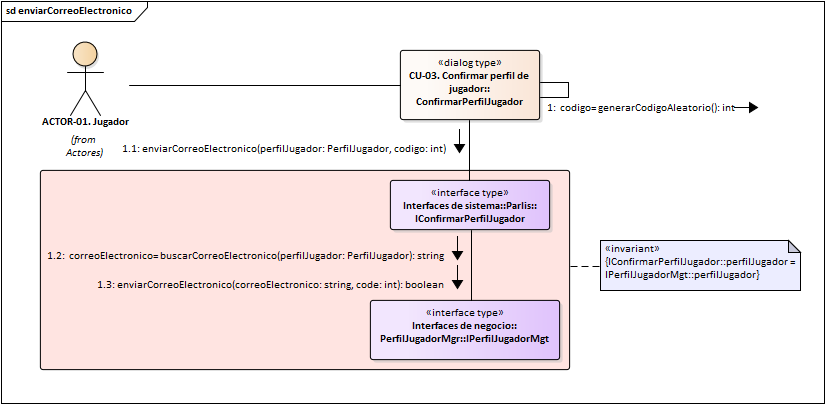 sd enviarCorreoElectronico
«dialog type»
CU-03. Confirmar perfil de
jugador::
ConfirmarPerfilJugador
1: codigo= generarCodigoAleatorio(): int
ACTOR-01. Jugador
(from
Actores)
1.1: enviarCorreoElectronico(perfilJugador: PerfilJugador, codigo: int)
«interface type»
Interfaces de sistema::Parlis::
IConfirmarPerfilJugador
1.2: correoElectronico= buscarCorreoElectronico(perfilJugador: PerfilJugador): string
1.3: enviarCorreoElectronico(correoElectronico: string, code: int): boolean
«invariant»
{IConfirmarPerfilJugador::perfilJugador =
IPerfilJugadorMgt::perfilJugador}
«interface type»
Interfaces de negocio::
PerfilJugadorMgr::IPerfilJugadorMgt